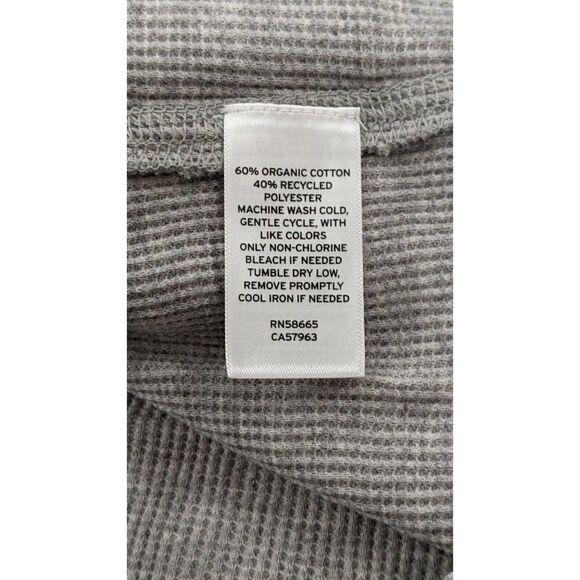 60% ORGANIC COTTON
40% RECYCLED
POLYESTER
MACHINE WASH COLD,
GENTLE CYCLE, WITH
LIKE COLORS
ONLY NON-CHLORINE
BLEACH IF NEEDED
TUMBLE DRY LOW,
REMOVE PROMPTLY
COOL IRON IF NEEDED
RN58665
CA57963